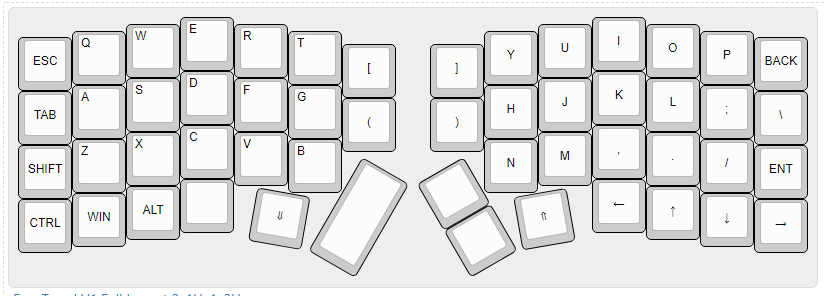 ESC Q W E R T [ ] Y U I O P BACK
TAB A S D F G ( ) H J K L ; \
SHIFT Z X C V B N M , . / ENT
CTRL WIN ALT ⇓ ⇑ ← ↑ ↓ →